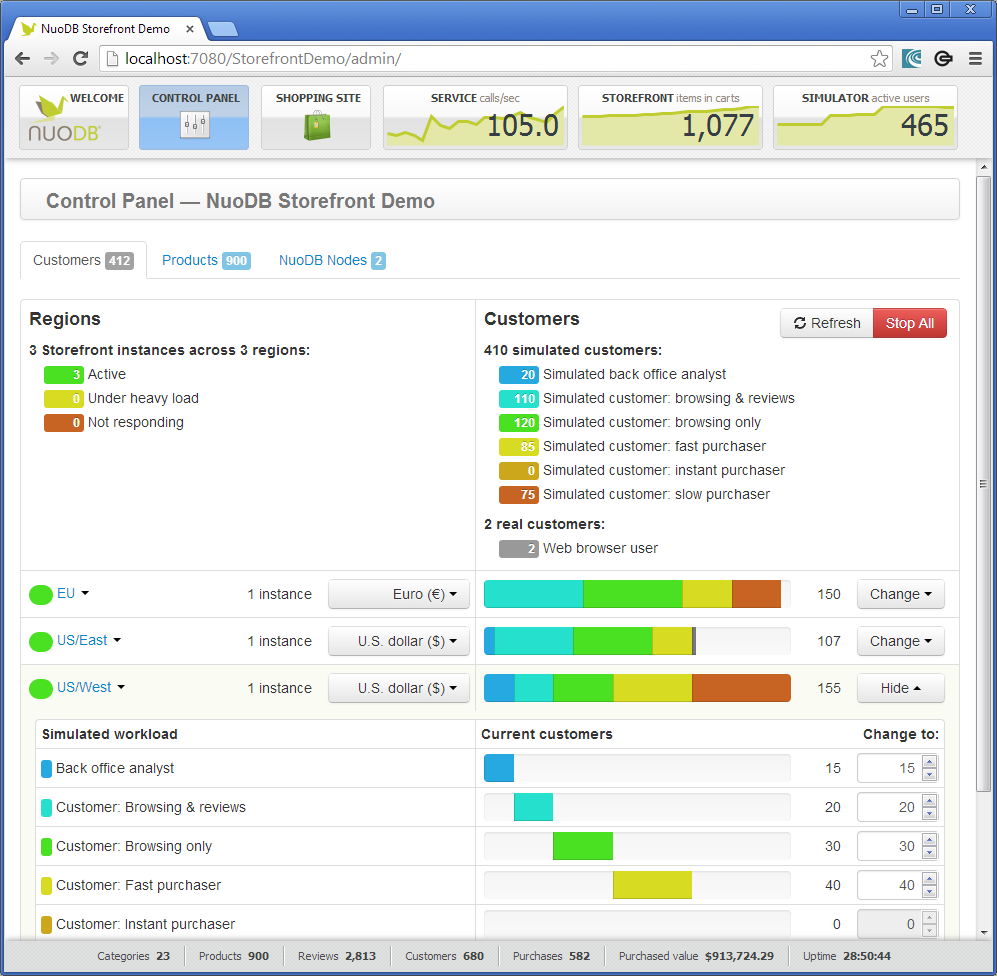 NuoDB Storefront Demo
localhost:7080/StorefrontDemo/admin/
WELCOME
NUODB
CONTROL PANEL
SHOPPING SITE
SERVICE calls/sec
105.0
STOREFRONT items in carts
1,077
SIMULATOR active users
465
Control Panel — NuoDB Storefront Demo
Customers 412 Products 900 NuoDB Nodes 2
Regions
3 Storefront instances across 3 regions:
3 Active
0 Under heavy load
0 Not responding
Customers
Refresh Stop All
410 simulated customers:
20 Simulated back office analyst
110 Simulated customer: browsing & reviews
120 Simulated customer: browsing only
85 Simulated customer: fast purchaser
0 Simulated customer: instant purchaser
75 Simulated customer: slow purchaser
2 real customers:
2 Web browser user
EU 1 instance Euro (€) 150 Change
US/East 1 instance U.S. dollar ($) 107 Change
US/West 1 instance U.S. dollar ($) 155 Hide
Simulated workload Current customers Change to:
Back office analyst 15 15
Customer: Browsing & reviews 20 20
Customer: Browsing only 30 30
Customer: Fast purchaser 40 40
Customer: Instant purchaser 0 0
Categories 23 Products 900 Reviews 2,813 Customers 680 Purchases 582 Purchased value $913,724.29 Uptime 28:50:44